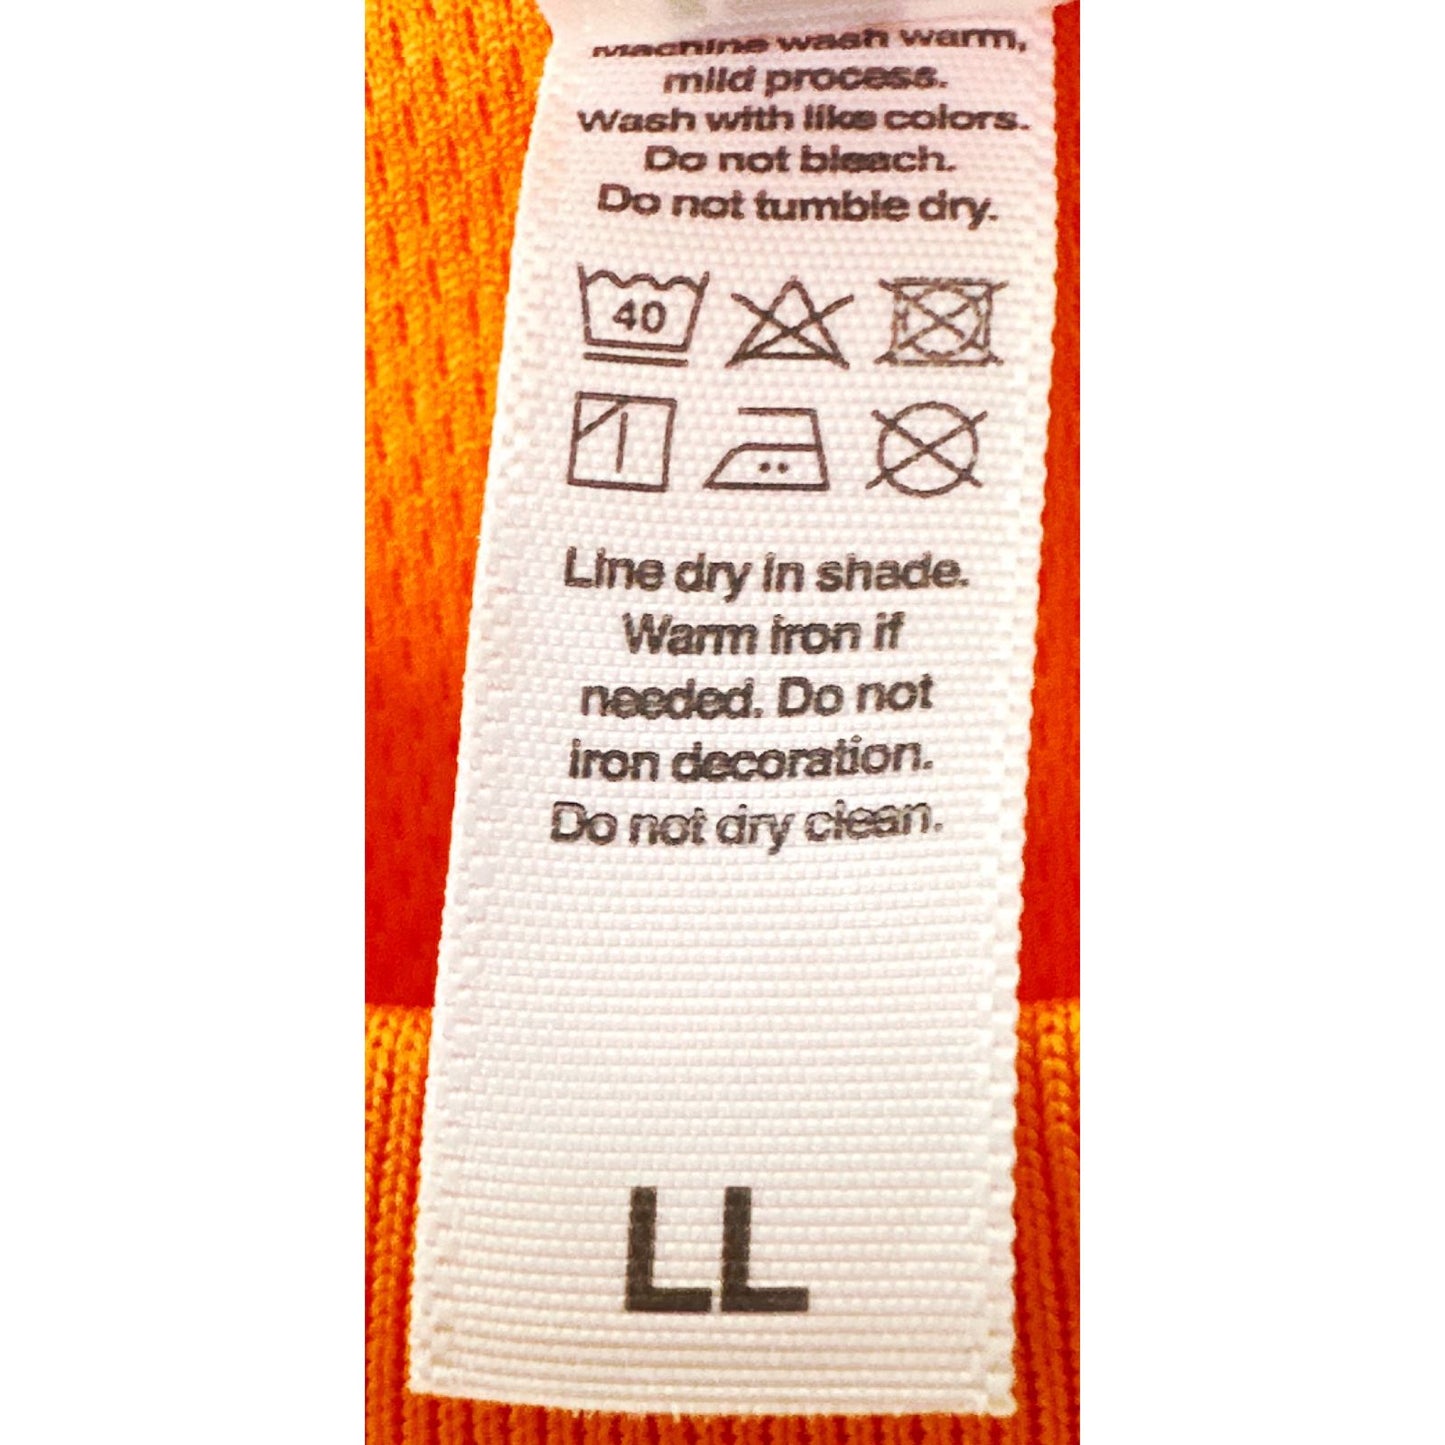 Machine wash warm,
mild process.
Wash with like colors.
Do not bleach.
Do not tumble dry.
40
Line dry in shade.
Warm iron if
needed. Do not
iron decoration.
Do not dry clean.
LL